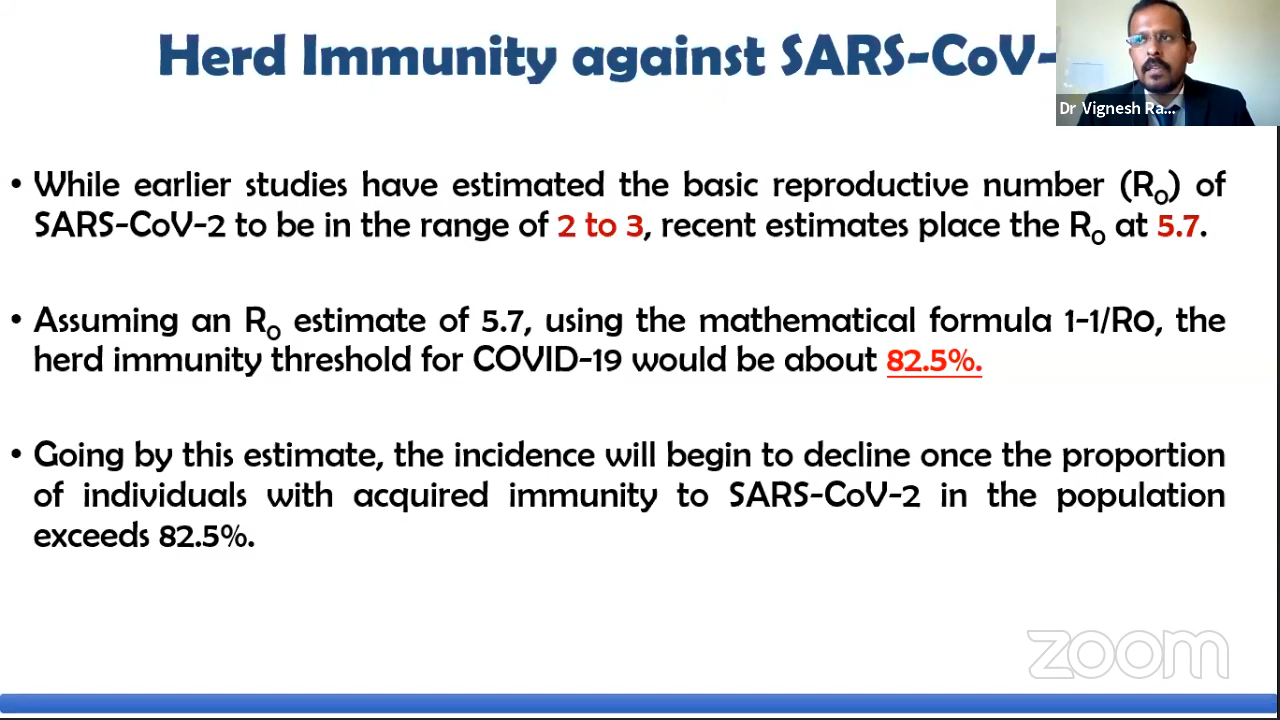 Herd Immunity against SARS-CoV-
Dr Vignesh Ra...
• While earlier studies have estimated the basic reproductive number (R0) of
SARS-CoV-2 to be in the range of 2 to 3, recent estimates place the R0 at 5.7.
• Assuming an R0 estimate of 5.7, using the mathematical formula 1-1/R0, the
herd immunity threshold for COVID-19 would be about 82.5%.
• Going by this estimate, the incidence will begin to decline once the proportion
of individuals with acquired immunity to SARS-CoV-2 in the population
exceeds 82.5%.
zoom